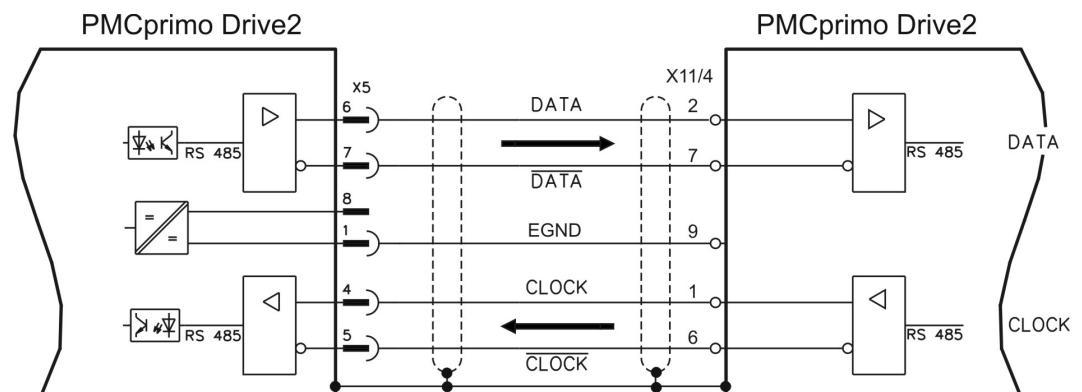 PMCprimo Drive2
PMCprimo Drive2
X5
X11/4
6
DATA
2
RS 485
RS 485
DATA
7
DATA
7
8
=
=
1
EGND
9
4
CLOCK
1
RS 485
RS 485
CLOCK
5
CLOCK
6